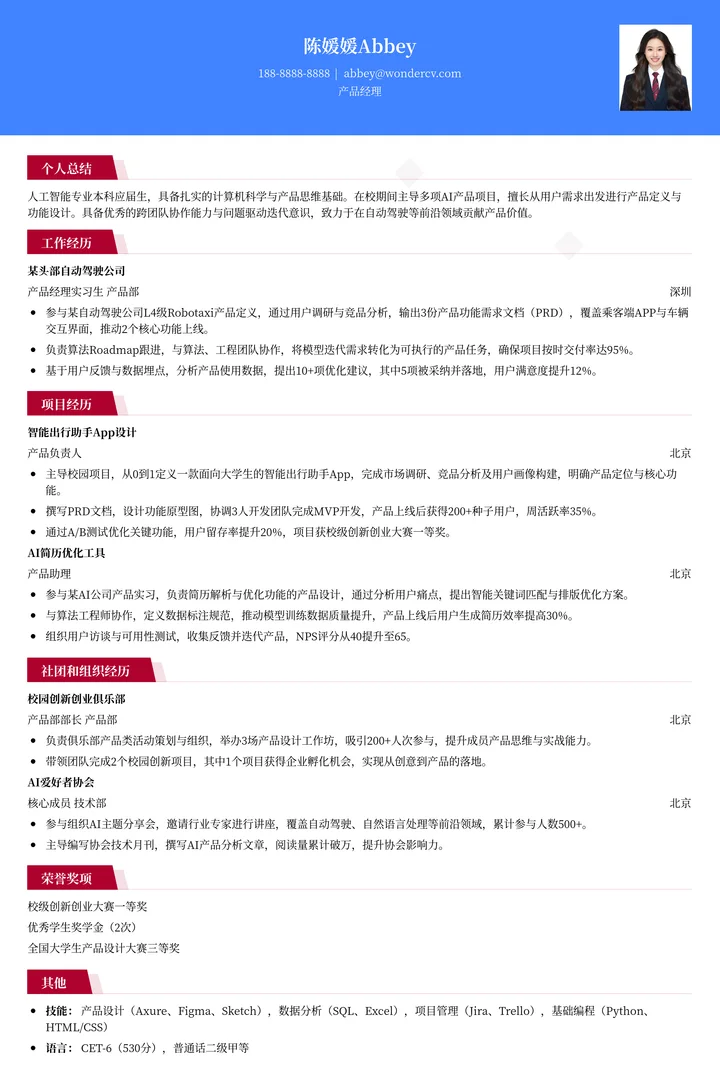 陈媛媛Abbey
188-8888-8888 | abbey@wondercv.com
产品经理
个人总结
人工智能专业本科应届生，具备扎实的计算机科学与产品思维基础。在校期间主导多项AI产品项目，擅长从用户需求出发进行产品定义与
功能设计。具备优秀的跨团队协作能力与问题驱动迭代意识，致力于在自动驾驶等前沿领域贡献产品价值。
工作经历
某头部自动驾驶公司
产品经理实习生 产品部 深圳
• 参与某自动驾驶公司L4级Robotaxi产品定义，通过用户调研与竞品分析，输出3份产品功能需求文档（PRD），覆盖乘客端APP与车辆
交互界面，推动2个核心功能上线。
• 负责算法Roadmap跟进，与算法、工程团队协作，将模型迭代需求转化为可执行的产品任务，确保项目按时交付率达95%。
• 基于用户反馈与数据埋点，分析产品使用数据，提出10+项优化建议，其中5项被采纳并落地，用户满意度提升12%。
项目经历
智能出行助手App设计
产品负责人 北京
• 主导校园项目，从0到1定义一款面向大学生的智能出行助手App，完成市场调研、竞品分析及用户画像构建，明确产品定位与核心功
能。
• 撰写PRD文档，设计功能原型图，协调3人开发团队完成MVP开发，产品上线后获得200+种子用户，周活跃率35%。
• 通过A/B测试优化关键功能，用户留存率提升20%，项目获校级创新创业大赛一等奖。
AI简历优化工具
产品助理 北京
• 参与某AI公司产品实习，负责简历解析与优化功能的产品设计，通过分析用户痛点，提出智能关键词匹配与排版优化方案。
• 与算法工程师协作，定义数据标注规范，推动模型训练数据质量提升，产品上线后用户生成简历效率提高30%。
• 组织用户访谈与可用性测试，收集反馈并迭代产品，NPS评分从40提升至65。
社团和组织经历
校园创新创业俱乐部
产品部部长 产品部 北京
• 负责俱乐部产品类活动策划与组织，举办3场产品设计工作坊，吸引200+人次参与，提升成员产品思维与实战能力。
• 带领团队完成2个校园创新项目，其中1个项目获得企业孵化机会，实现从创意到产品的落地。
AI爱好者协会
核心成员 技术部 北京
• 参与组织AI主题分享会，邀请行业专家进行讲座，覆盖自动驾驶、自然语言处理等前沿领域，累计参与人数500+。
• 主导编写协会技术月刊，撰写AI产品分析文章，阅读量累计破万，提升协会影响力。
荣誉奖项
校级创新创业大赛一等奖
优秀学生奖学金（2次）
全国大学生产品设计大赛三等奖
其他
• 技能： 产品设计（Axure、Figma、Sketch），数据分析（SQL、Excel），项目管理（Jira、Trello），基础编程（Python、
HTML/CSS）
• 语言： CET-6（530分），普通话二级甲等